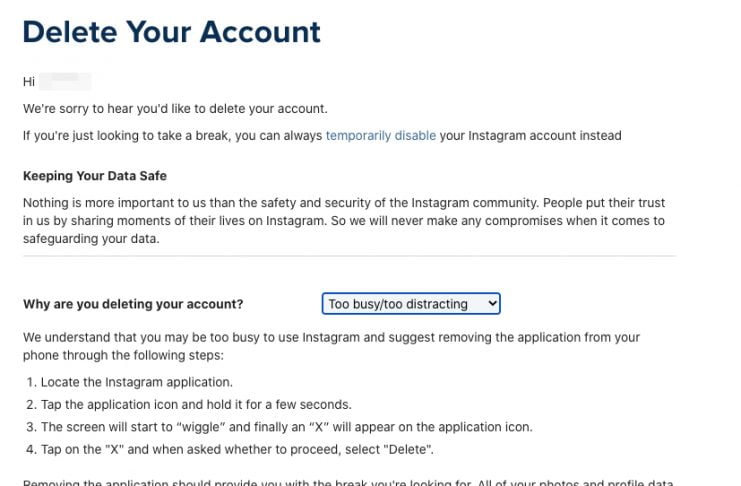 Delete Your Account
Hi
We're sorry to hear you'd like to delete your account.
If you're just looking to take a break, you can always temporarily disable your Instagram account instead
Keeping Your Data Safe
Nothing is more important to us than the safety and security of the Instagram community. People put their trust
in us by sharing moments of their lives on Instagram. So we will never make any compromises when it comes to
safeguarding your data.
Why are you deleting your account? Too busy/too distracting
We understand that you may be too busy to use Instagram and suggest removing the application from your
phone through the following steps:
1. Locate the Instagram application.
2. Tap the application icon and hold it for a few seconds.
3. The screen will start to “wiggle” and finally an “X” will appear on the application icon.
4. Tap on the "X" and when asked whether to proceed, select "Delete".
Removing the application should provide you with the break you're looking for. All of your photos and profile data